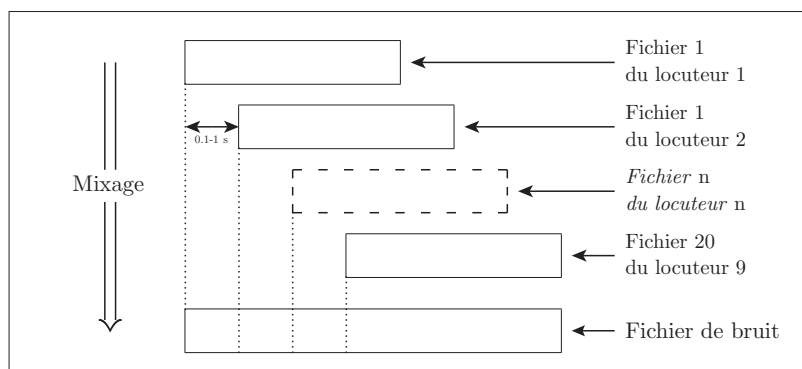 Fichier 1
du locuteur 1
Fichier 1
du locuteur 2
0.1-1 s
Mixage
Fichier n
du locuteur n
Fichier 20
du locuteur 9
Fichier de bruit